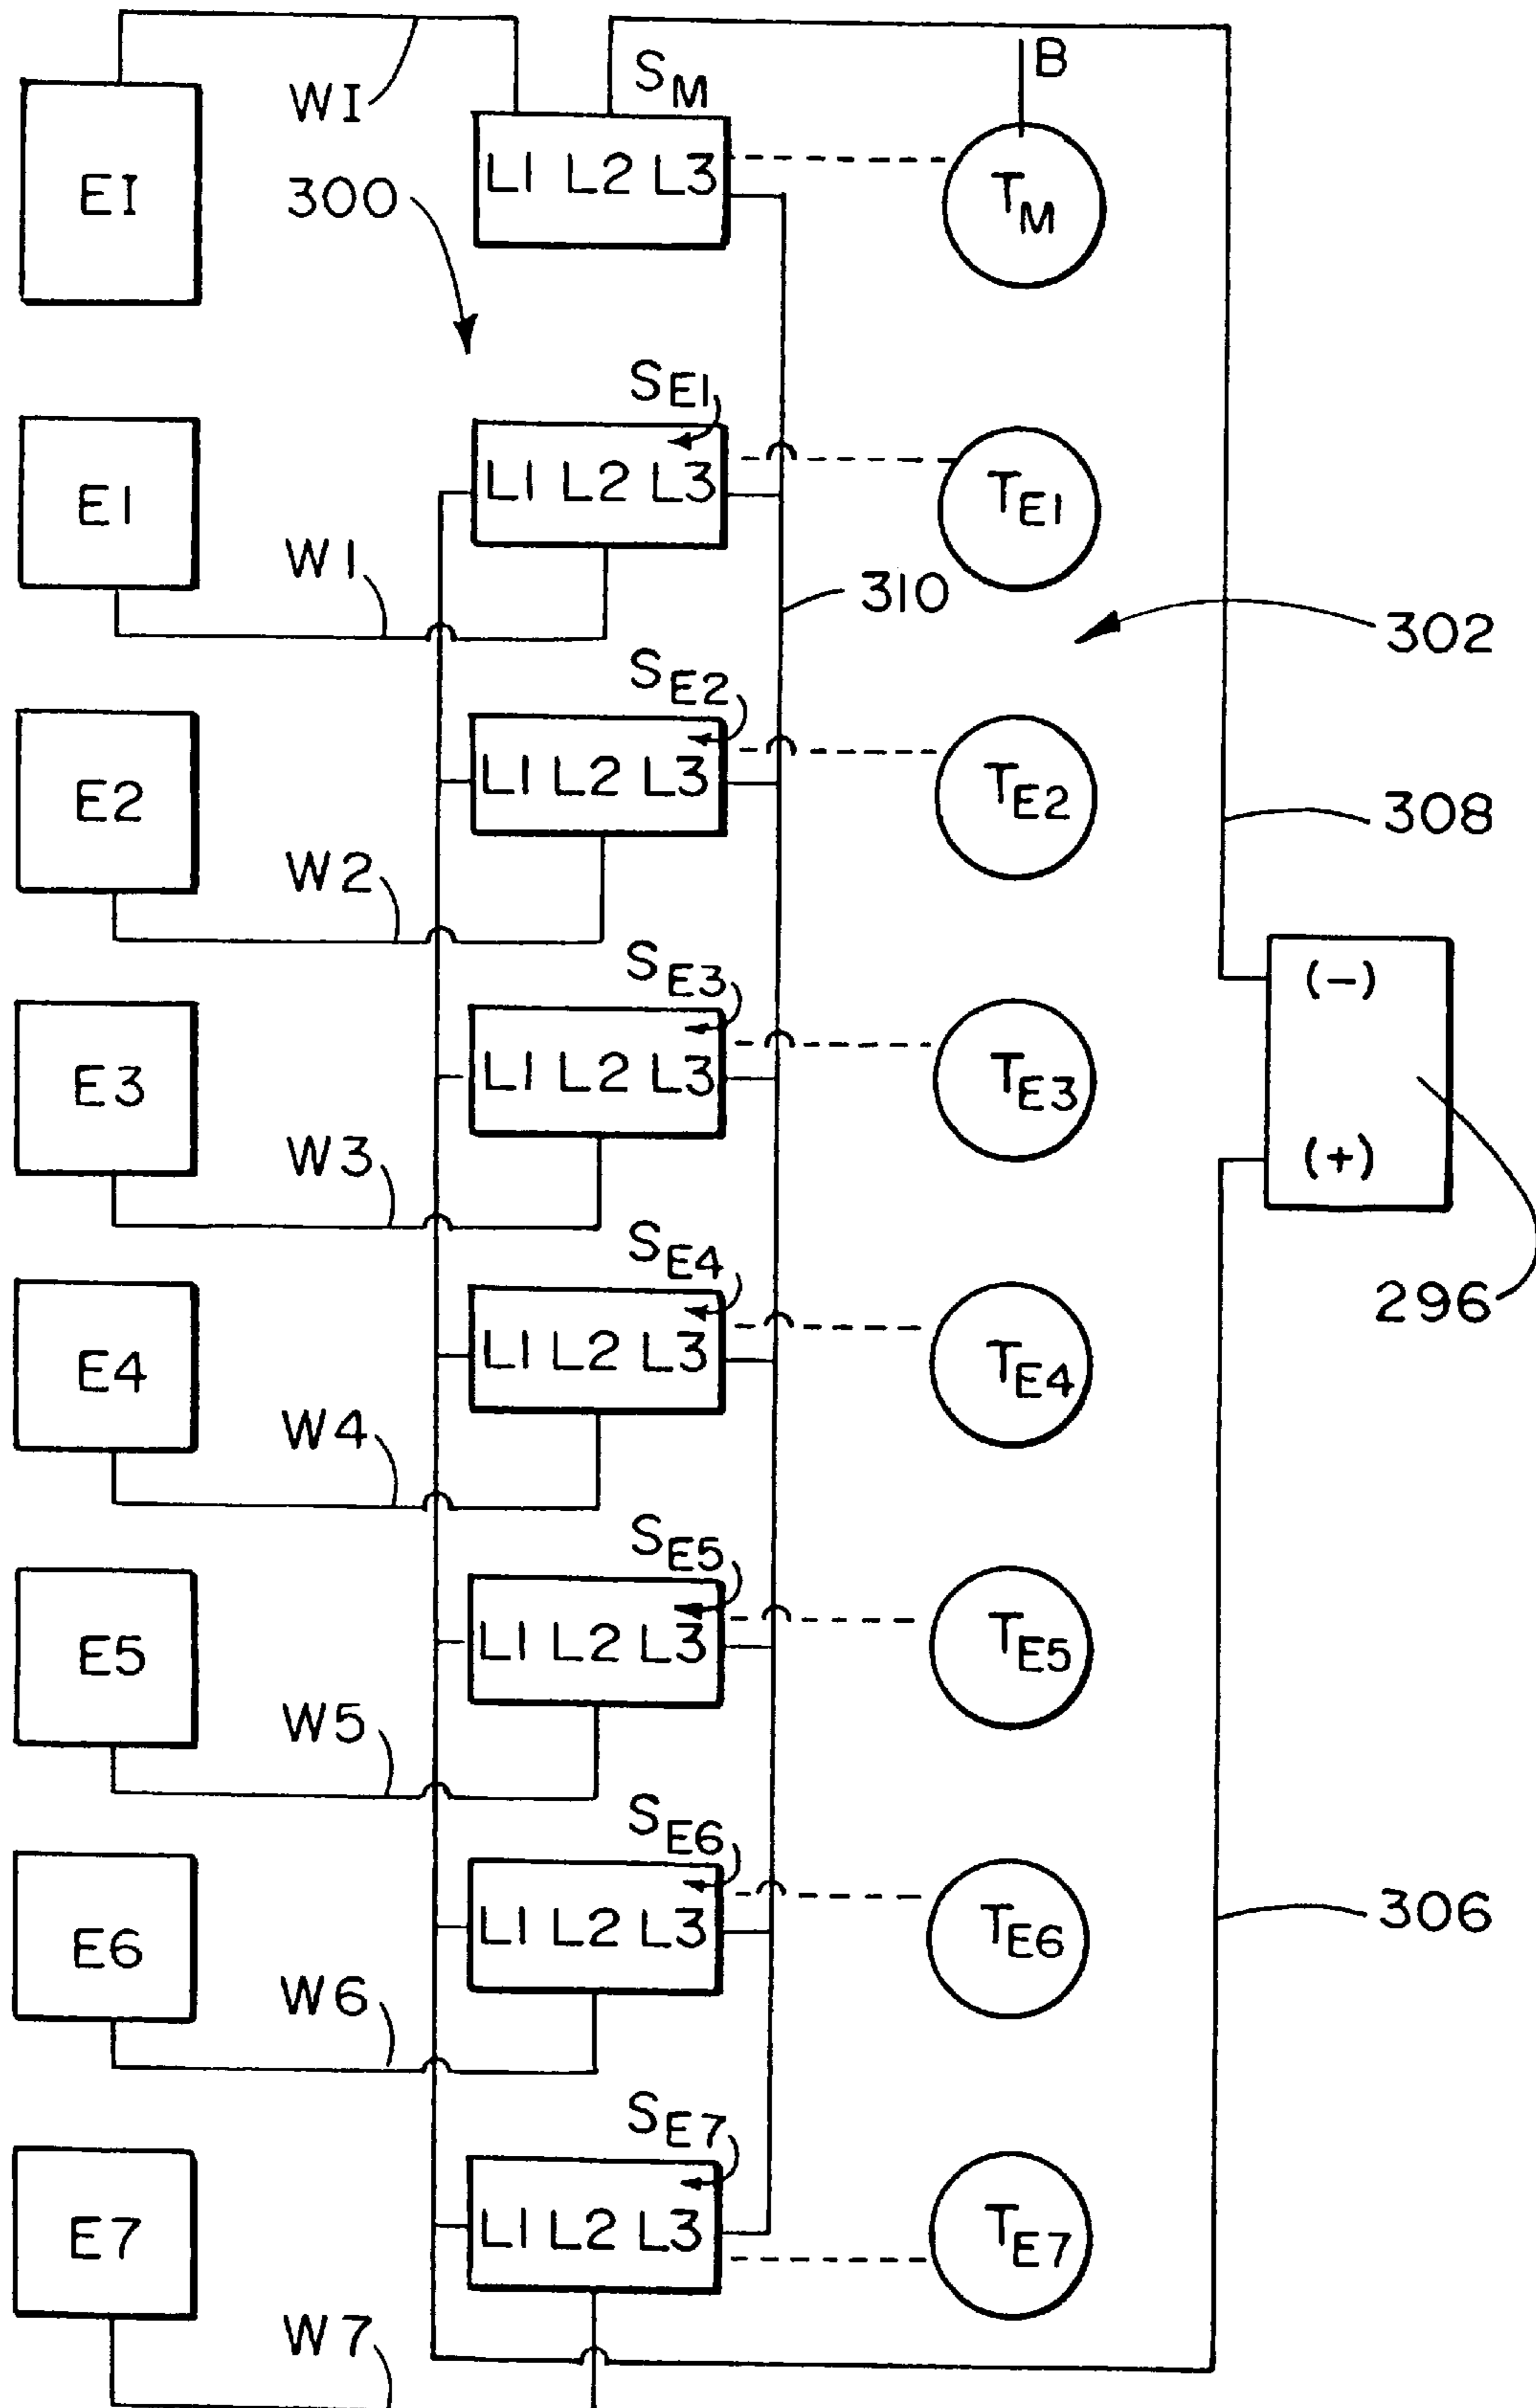 B
S_M
WI
EI
L1 L2 L3
T_M
300
S_E1
E1
L1 L2 L3
T_E1
W1
310
302
S_E2
E2
L1 L2 L3
T_E2
308
W2
S_E3
(-)
E3
L1 L2 L3
T_E3
W3
(+)
S_E4
296
E4
L1 L2 L3
T_E4
W4
S_E5
E5
L1 L2 L3
T_E5
W5
S_E6
E6
L1 L2 L3
T_E6
306
W6
S_E7
E7
L1 L2 L3
T_E7
W7